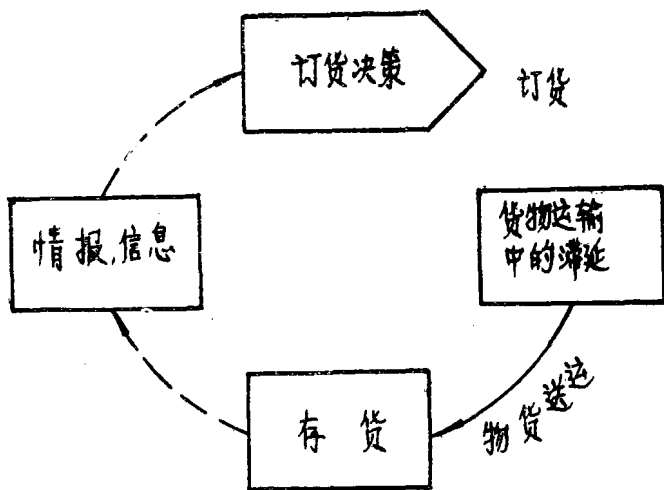 订货决策
订货
情报,信息
货物运输
中的滞延
存 货
物货送运